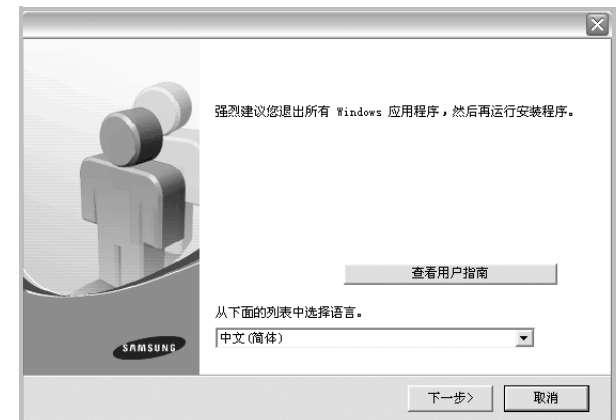 强烈建议您退出所有 Windows 应用程序，然后再运行安装程序。
查看用户指南
从下面的列表中选择语言。
中文(简体)
SAMSUNG
下一步>
取消